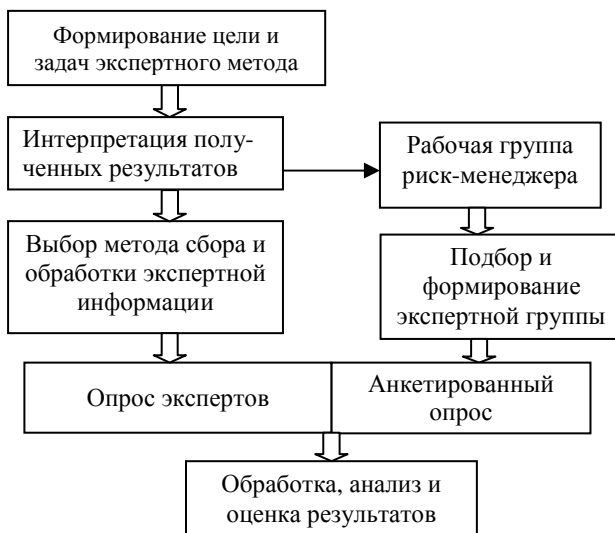 Формирование цели и
задач экспертного метода
Интерпретация полу-
ченных результатов
Рабочая группа
риск-менеджера
Выбор метода сбора и
обработки экспертной
информации
Подбор и
формирование
экспертной группы
Опрос экспертов
Анкетированный
опрос
Обработка, анализ и
оценка результатов